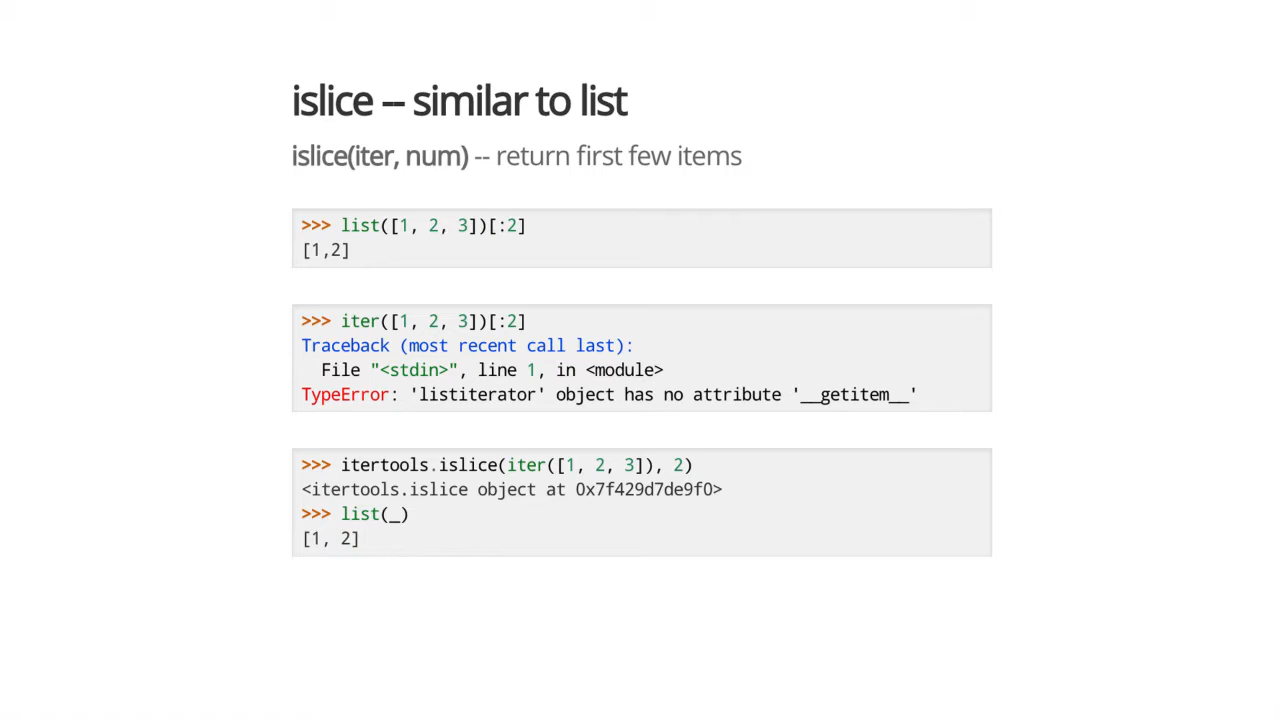 islice -- similar to list
islice(iter, num) -- return first few items
>>> list([1, 2, 3])[:2]
[1,2]
>>> iter([1, 2, 3])[:2]
Traceback (most recent call last):
  File "<stdin>", line 1, in <module>
TypeError: 'listiterator' object has no attribute '__getitem__'
>>> itertools.islice(iter([1, 2, 3]), 2)
<itertools.islice object at 0x7f429d7de9f0>
>>> list(_)
[1, 2]